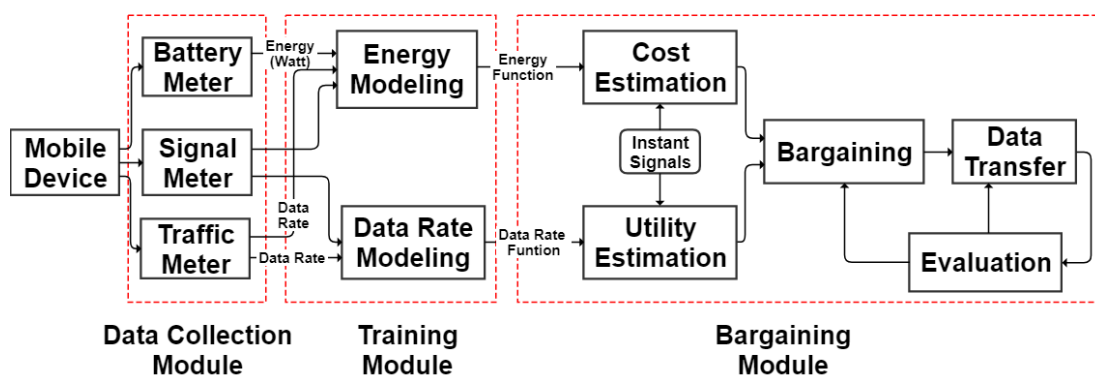 Mobile
Device
Battery
Meter
Signal
Meter
Traffic
Meter
Energy
(Watt)
Data
Rate
Data Rate
Energy
Modeling
Data Rate
Modeling
Energy
Function
Data Rate
Funtion
Cost
Estimation
Instant
Signals
Utility
Estimation
Bargaining
Data
Transfer
Evaluation
Data Collection
Module
Training
Module
Bargaining
Module